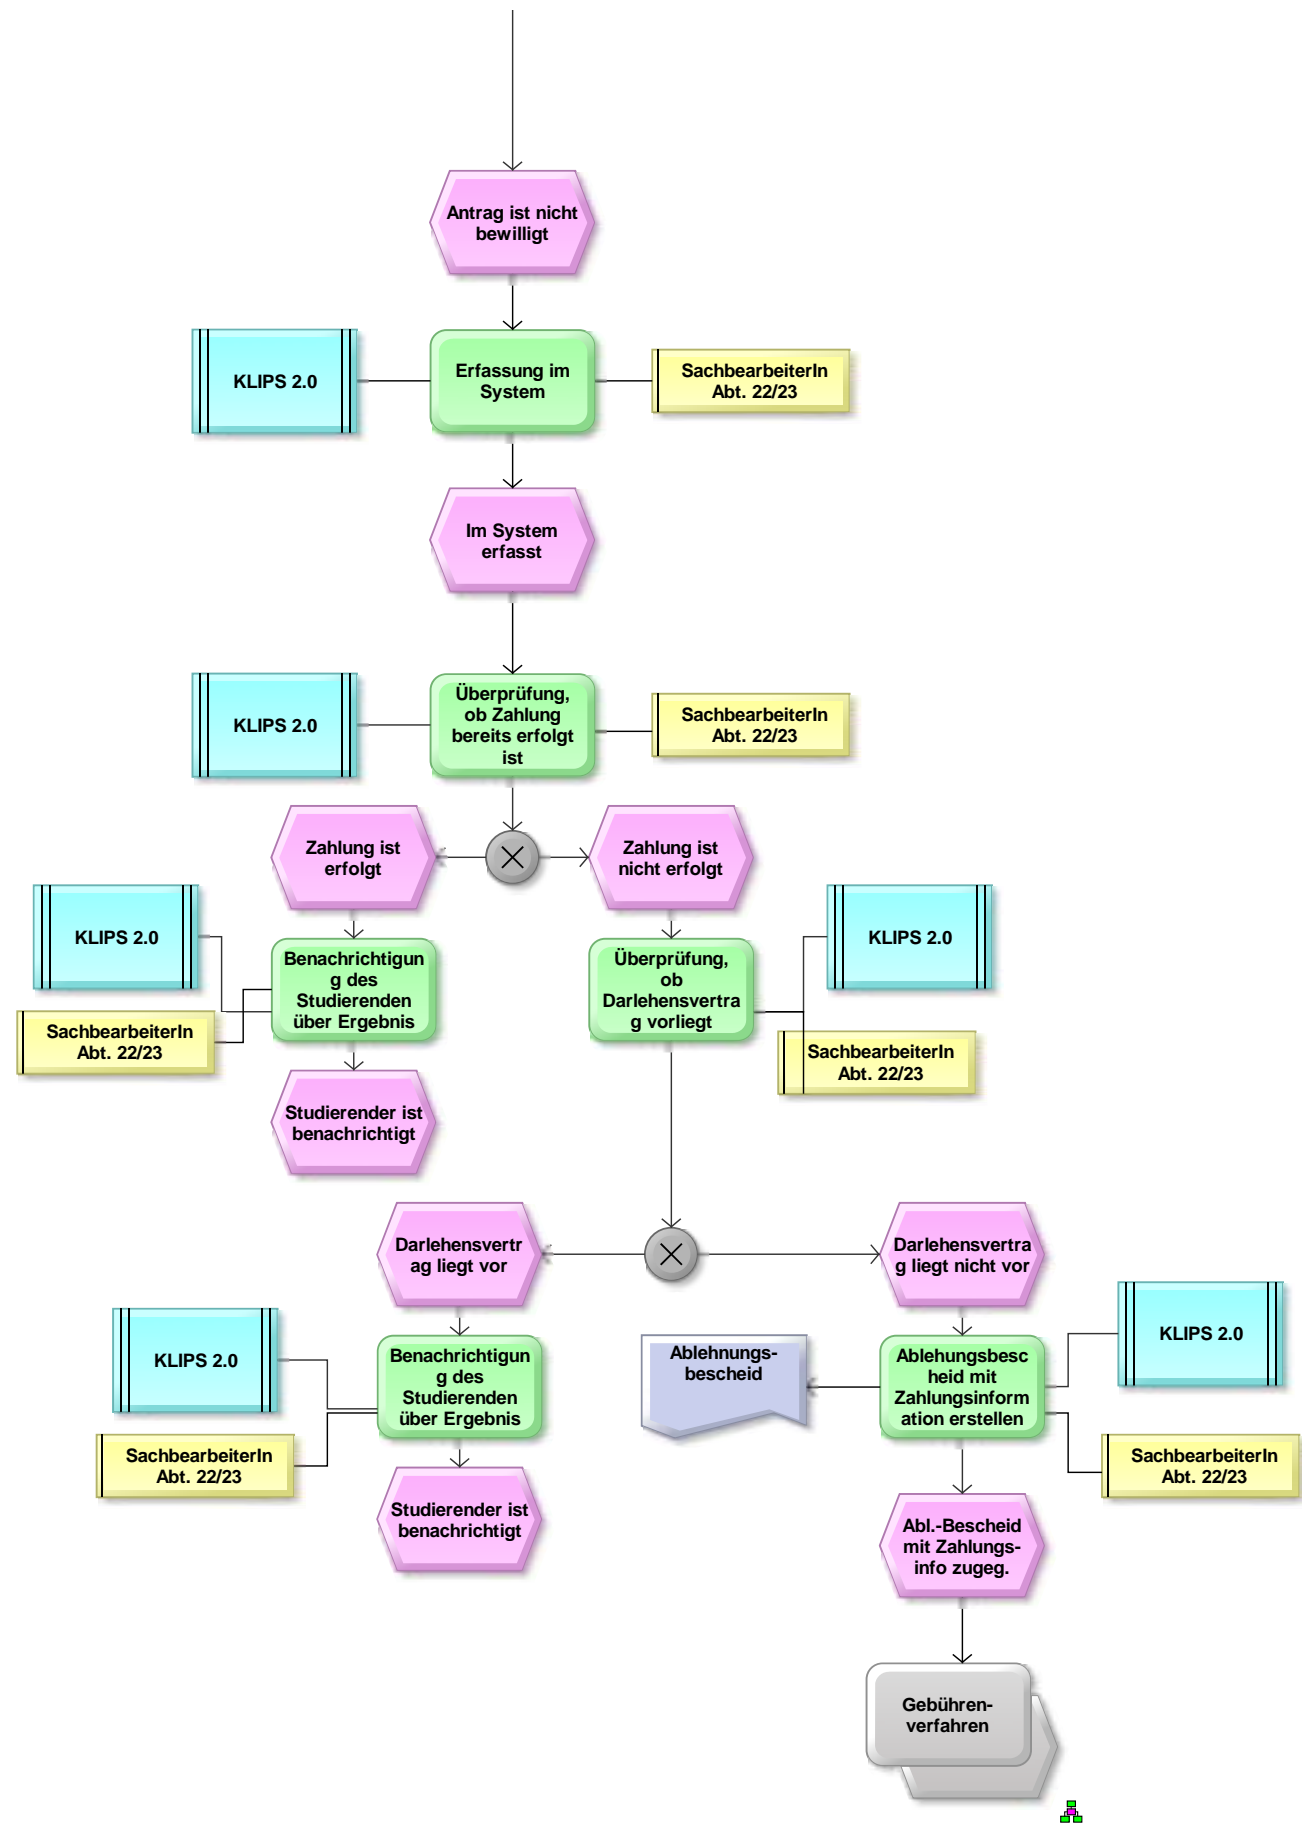 Antrag ist nicht
bewilligt
KLIPS 2.0
Erfassung im
System
SachbearbeiterIn
Abt. 22/23
Im System
erfasst
KLIPS 2.0
Überprüfung,
ob Zahlung
bereits erfolgt
ist
SachbearbeiterIn
Abt. 22/23
Zahlung ist
erfolgt
Zahlung ist
nicht erfolgt
KLIPS 2.0
Benachrichtigun
g des
Studierenden
über Ergebnis
Überprüfung,
ob
Darlehensvertra
g vorliegt
KLIPS 2.0
SachbearbeiterIn
Abt. 22/23
SachbearbeiterIn
Abt. 22/23
Studierender ist
benachrichtigt
Darlehensvertr
ag liegt vor
Darlehensvertra
g liegt nicht vor
KLIPS 2.0
Benachrichtigun
g des
Studierenden
über Ergebnis
Ablehnungs-
bescheid
Ablehungsbesc
heid mit
Zahlungsinform
ation erstellen
KLIPS 2.0
SachbearbeiterIn
Abt. 22/23
SachbearbeiterIn
Abt. 22/23
Studierender ist
benachrichtigt
Abl.-Bescheid
mit Zahlungs-
info zugeg.
Gebühren-
verfahren